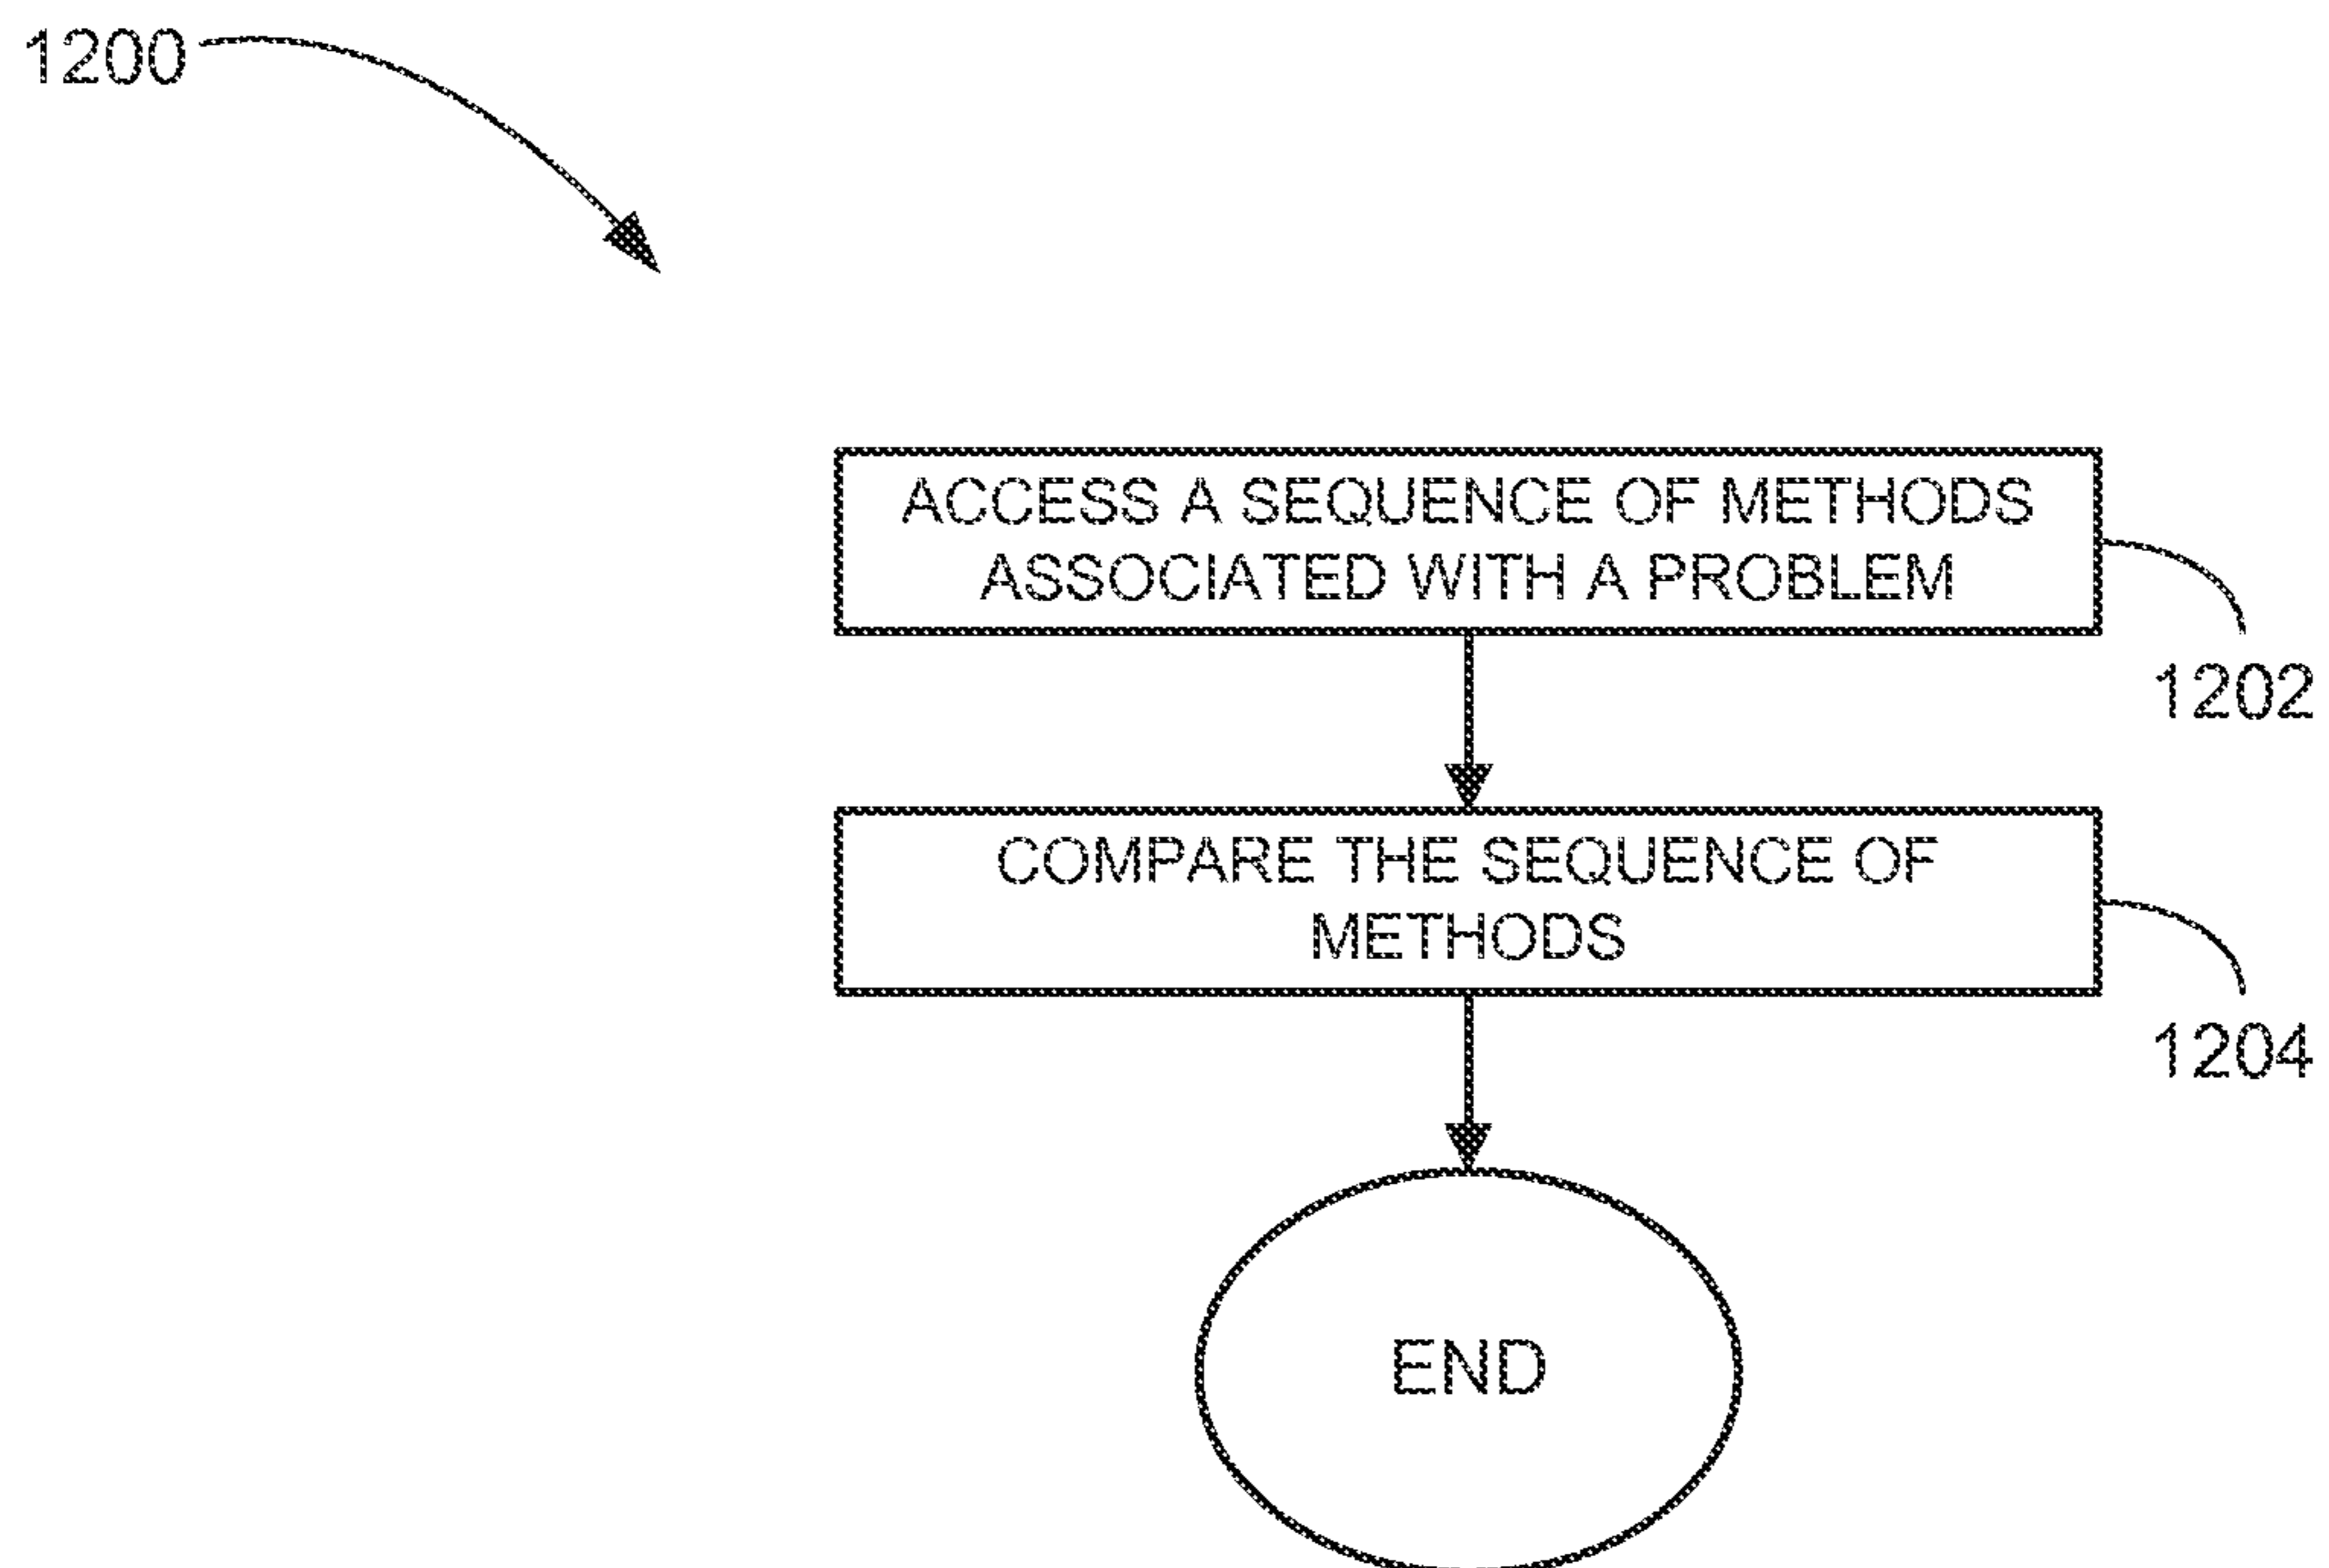 1200
ACCESS A SEQUENCE OF METHODS
ASSOCIATED WITH A PROBLEM
1202
COMPARE THE SEQUENCE OF
METHODS
1204
END